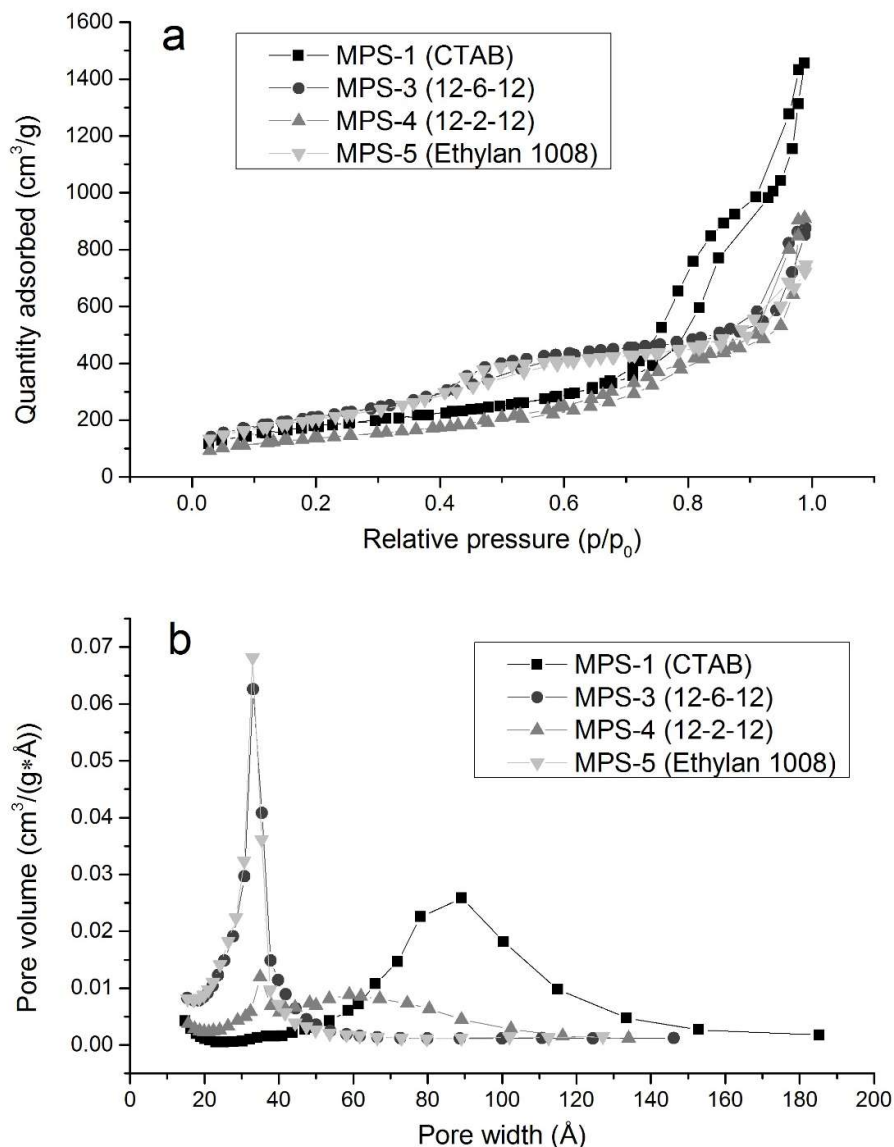 a
MPS-1 (CTAB)
MPS-3 (12-6-12)
MPS-4 (12-2-12)
MPS-5 (Ethylan 1008)
1600
1400
1200
1000
800
600
400
200
0
Quantity adsorbed (cm³/g)
0.0 0.2 0.4 0.6 0.8 1.0
Relative pressure (p/p₀)
b
MPS-1 (CTAB)
MPS-3 (12-6-12)
MPS-4 (12-2-12)
MPS-5 (Ethylan 1008)
0.07
0.06
0.05
0.04
0.03
0.02
0.01
0.00
Pore volume (cm³/(g*Å))
0 20 40 60 80 100 120 140 160 180 200
Pore width (Å)